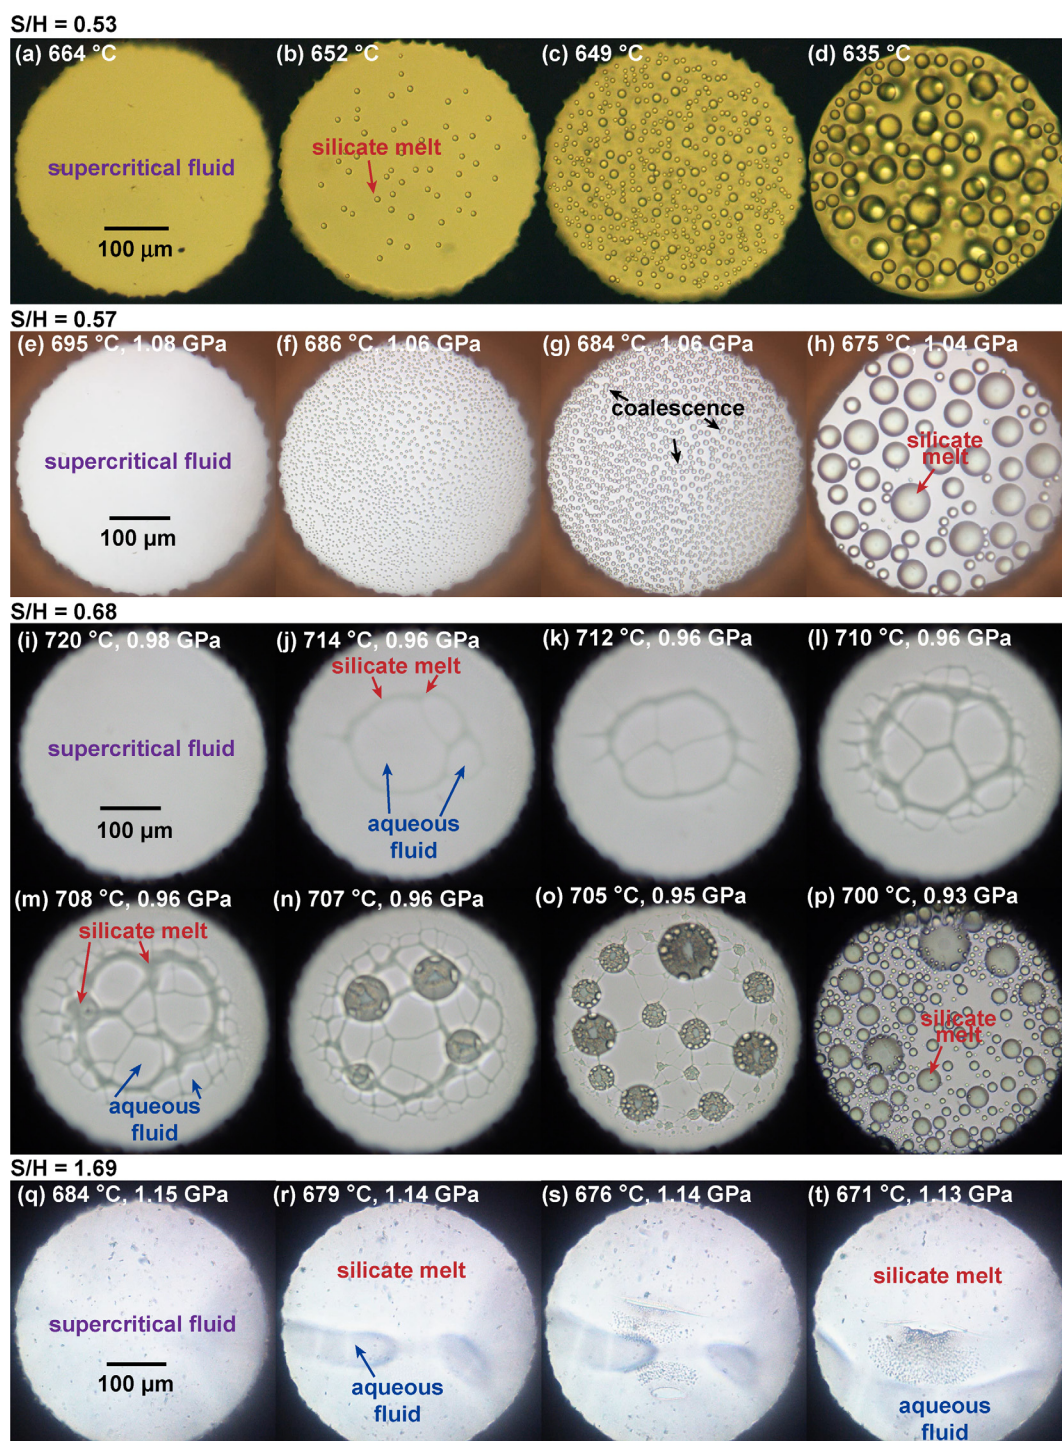 S/H = 0.53
(a) 664 °C
(b) 652 °C
(c) 649 °C
(d) 635 °C
silicate melt
supercritical fluid
100 μm
S/H = 0.57
(e) 695 °C, 1.08 GPa
(f) 686 °C, 1.06 GPa
(g) 684 °C, 1.06 GPa
(h) 675 °C, 1.04 GPa
coalescence
silicate
melt
supercritical fluid
100 μm
S/H = 0.68
(i) 720 °C, 0.98 GPa
(j) 714 °C, 0.96 GPa
(k) 712 °C, 0.96 GPa
(l) 710 °C, 0.96 GPa
silicate melt
supercritical fluid
100 μm
aqueous
fluid
(m) 708 °C, 0.96 GPa
(n) 707 °C, 0.96 GPa
(o) 705 °C, 0.95 GPa
(p) 700 °C, 0.93 GPa
silicate melt
silicate
melt
aqueous
fluid
S/H = 1.69
(q) 684 °C, 1.15 GPa
(r) 679 °C, 1.14 GPa
(s) 676 °C, 1.14 GPa
(t) 671 °C, 1.13 GPa
silicate melt
silicate melt
supercritical fluid
100 μm
aqueous
fluid
aqueous
fluid